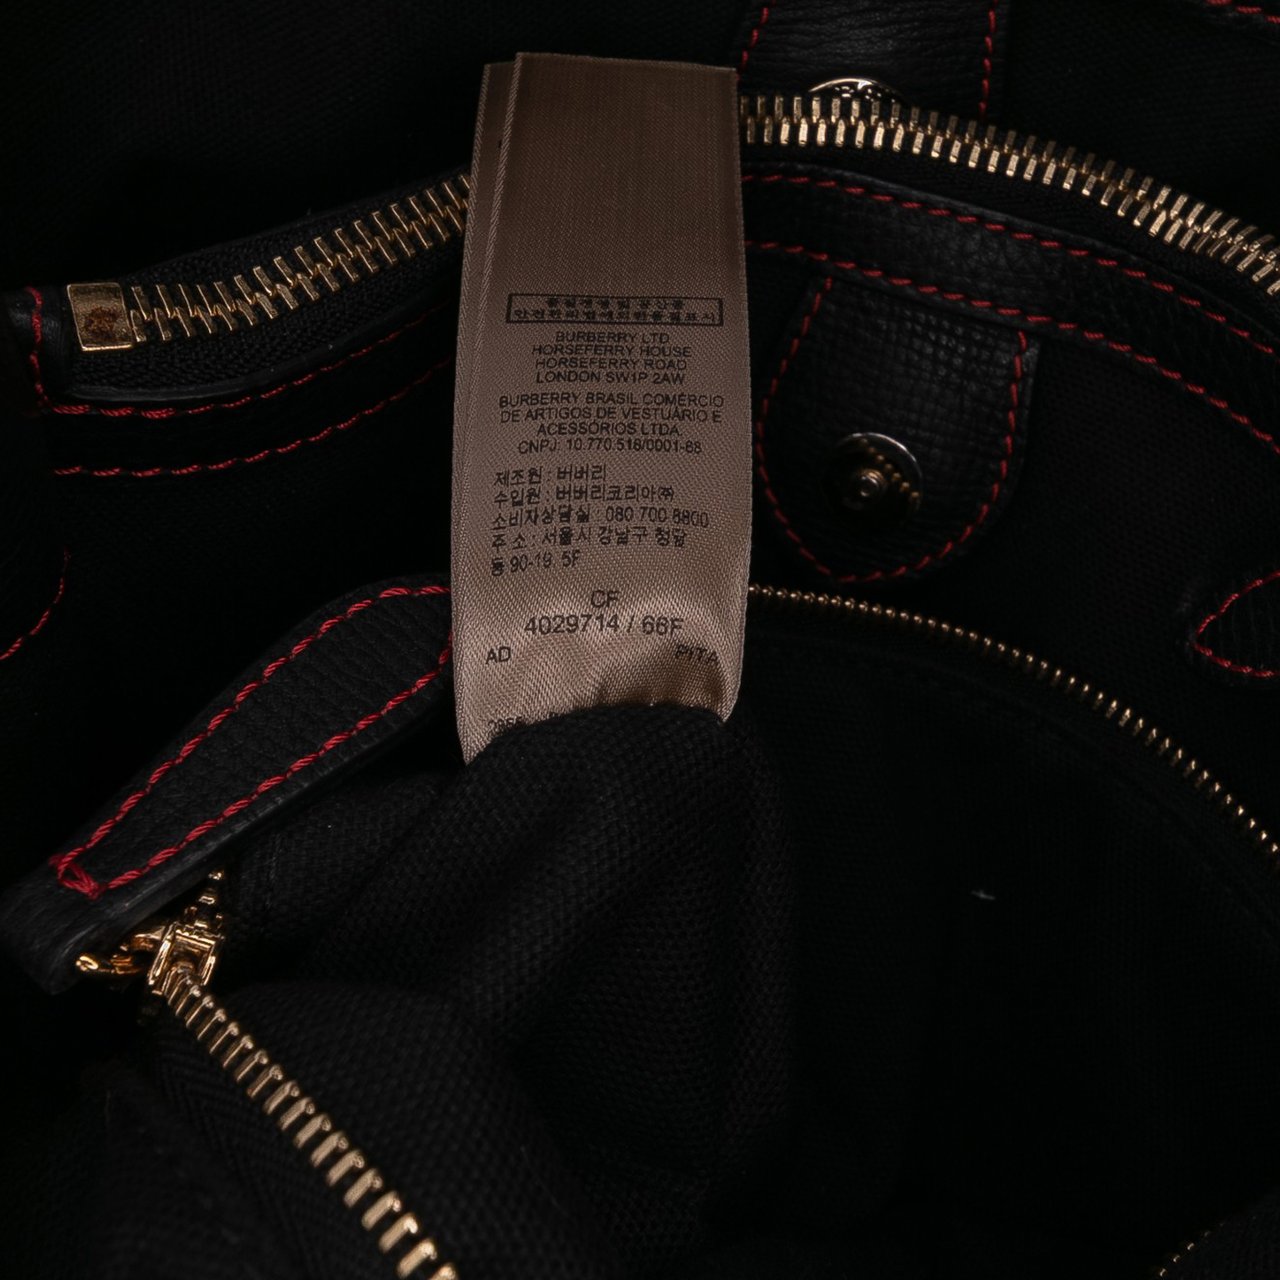 BURBERRY LTD
HORSEFERRY HOUSE
HORSEFERRY ROAD
LONDON SW1P 2AW
BURBERRY BRASIL COMÉRCIO
DE ARTIGOS DE VESTUÁRIO E
ACESSÓRIOS LTDA
CNPJ: 10.770.518/0001-88
제조원 : 버버리
수입원 : 버버리코리아㈜
소비자상담실 : 080 700 8800
주 소 : 서울시 강남구 청담
동 90-19 5F
CF
4029714 / 66F
AD